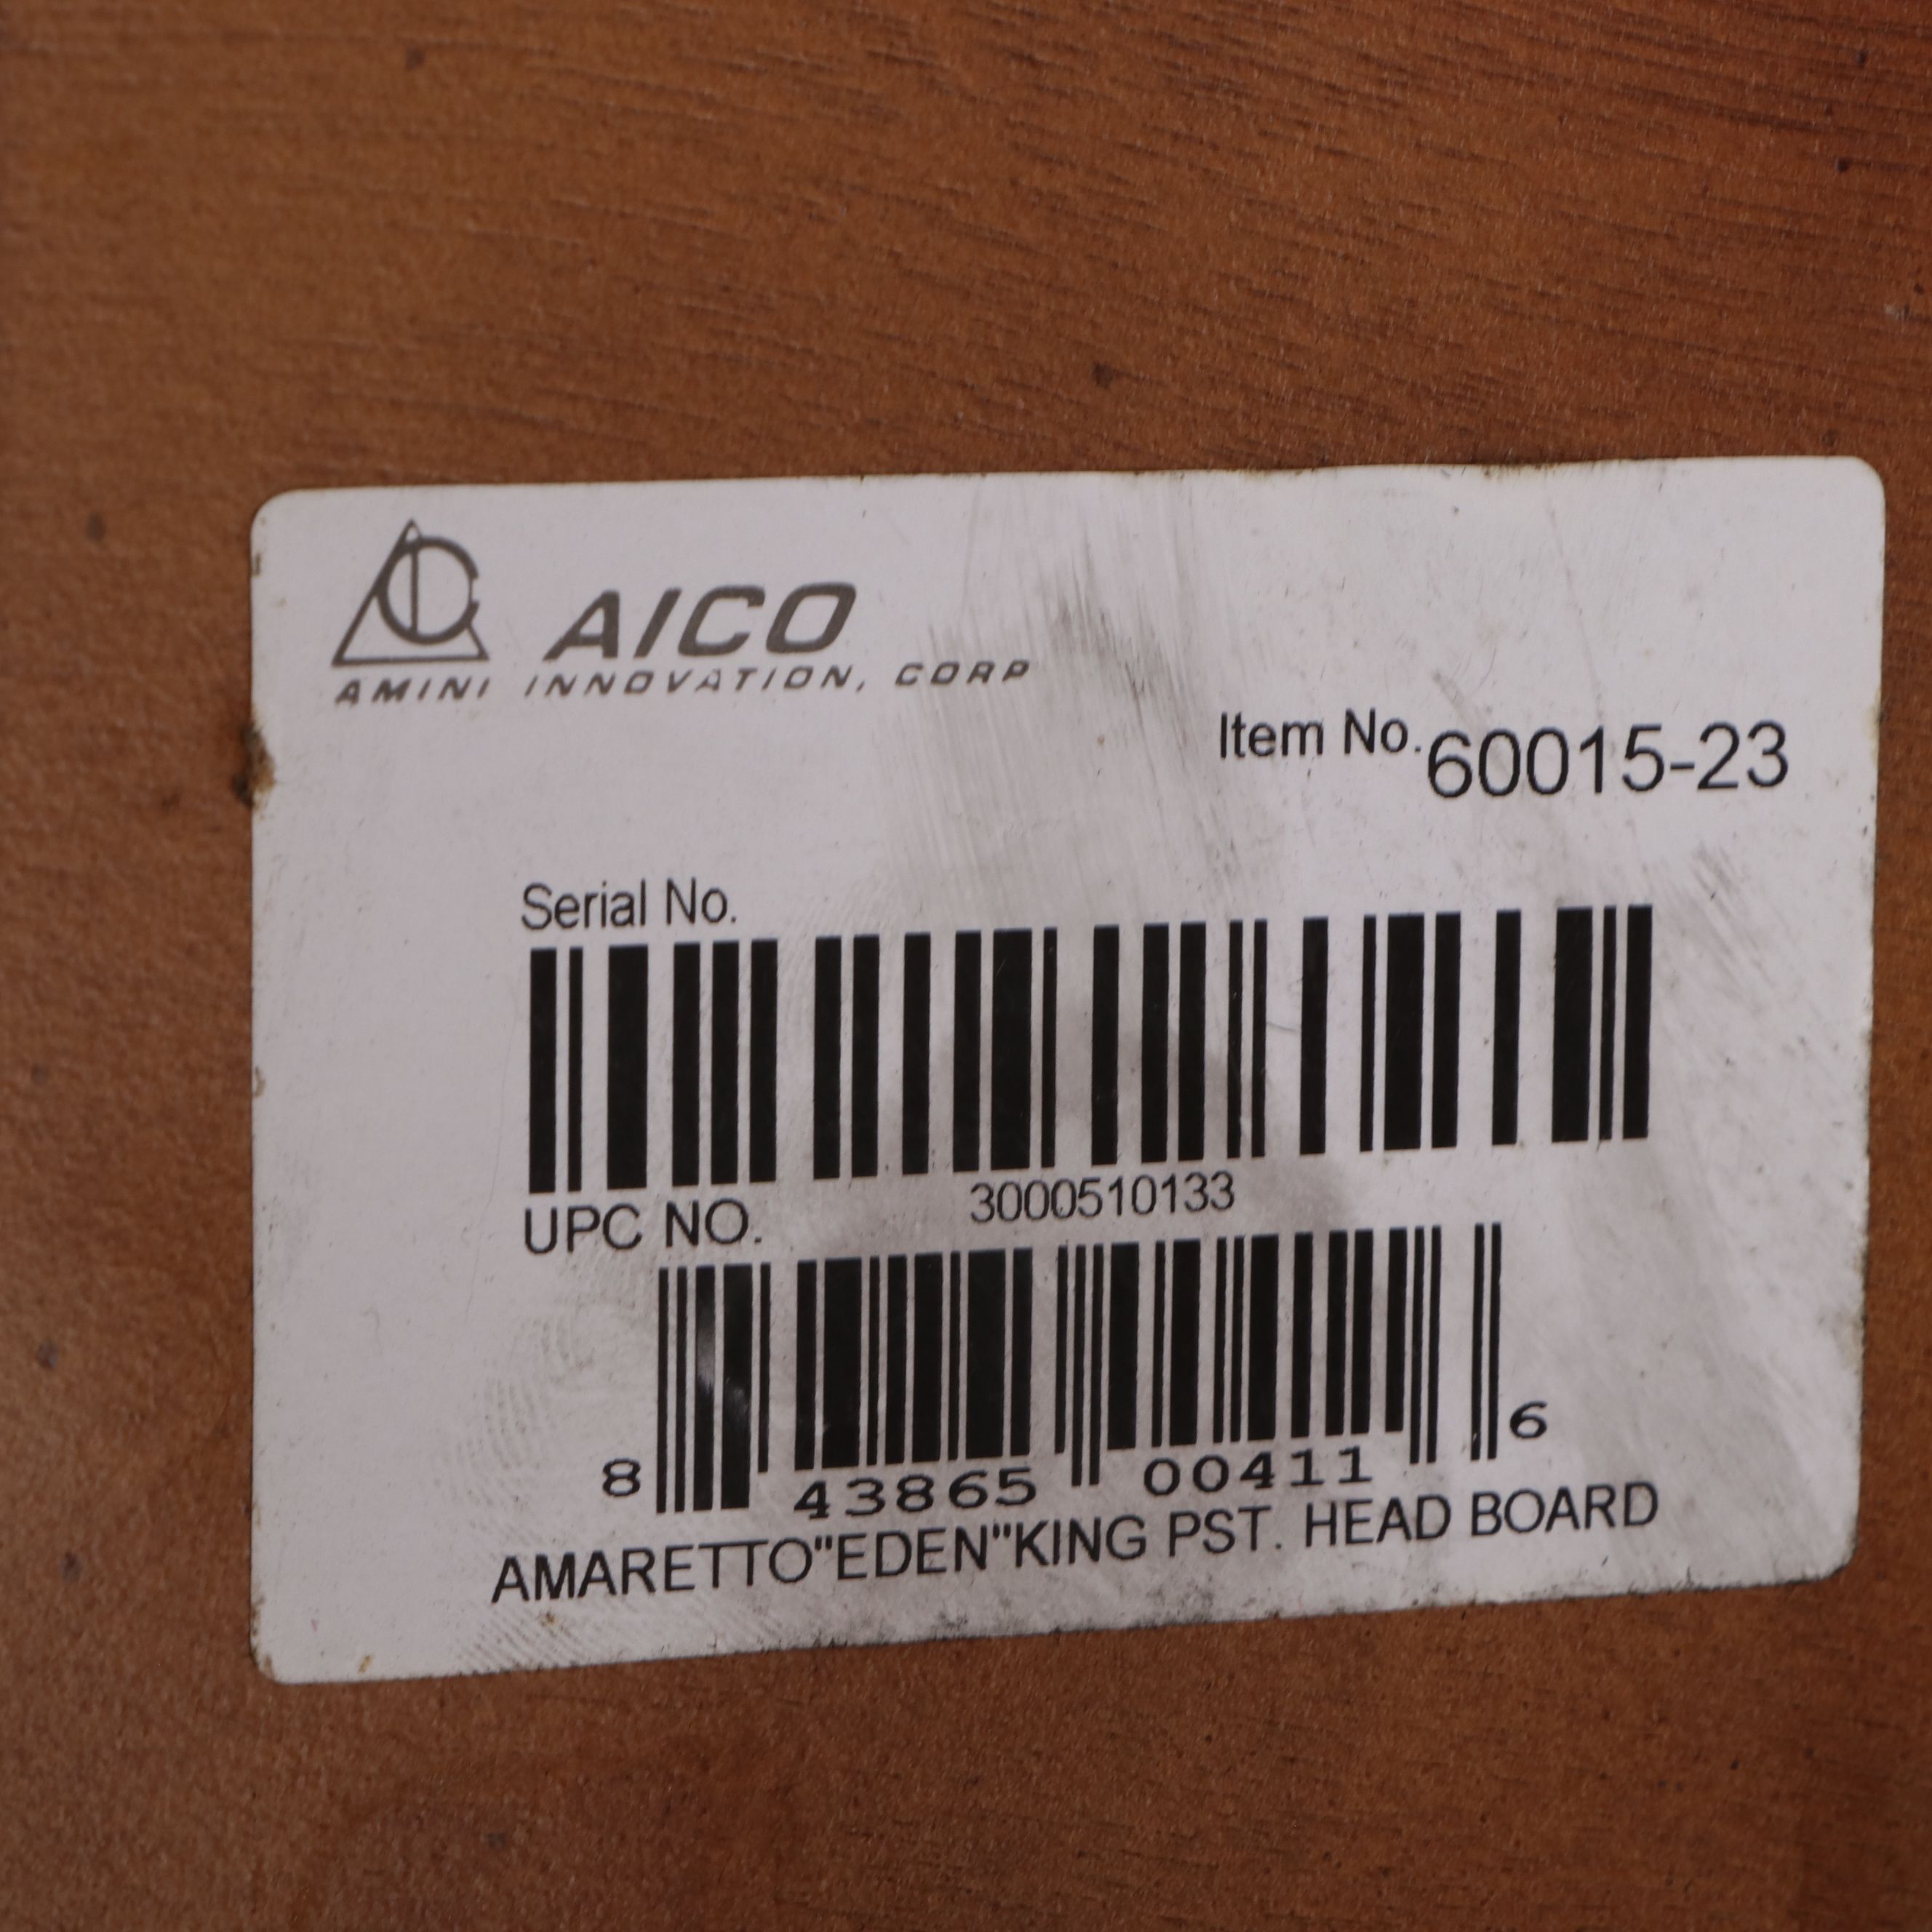 AICO
AMINI INNOVATION, CORP
Item No. 60015-23
Serial No.
3000510133
UPC NO.
8 43865 00411 6
AMARETTO"EDEN"KING PST. HEAD BOARD